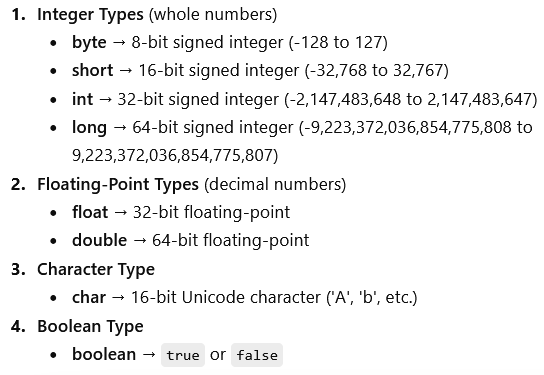 1. Integer Types (whole numbers)
• byte → 8-bit signed integer (-128 to 127)
• short → 16-bit signed integer (-32,768 to 32,767)
• int → 32-bit signed integer (-2,147,483,648 to 2,147,483,647)
• long → 64-bit signed integer (-9,223,372,036,854,775,808 to
9,223,372,036,854,775,807)
2. Floating-Point Types (decimal numbers)
• float → 32-bit floating-point
• double → 64-bit floating-point
3. Character Type
• char → 16-bit Unicode character ('A', 'b', etc.)
4. Boolean Type
• boolean → true or false